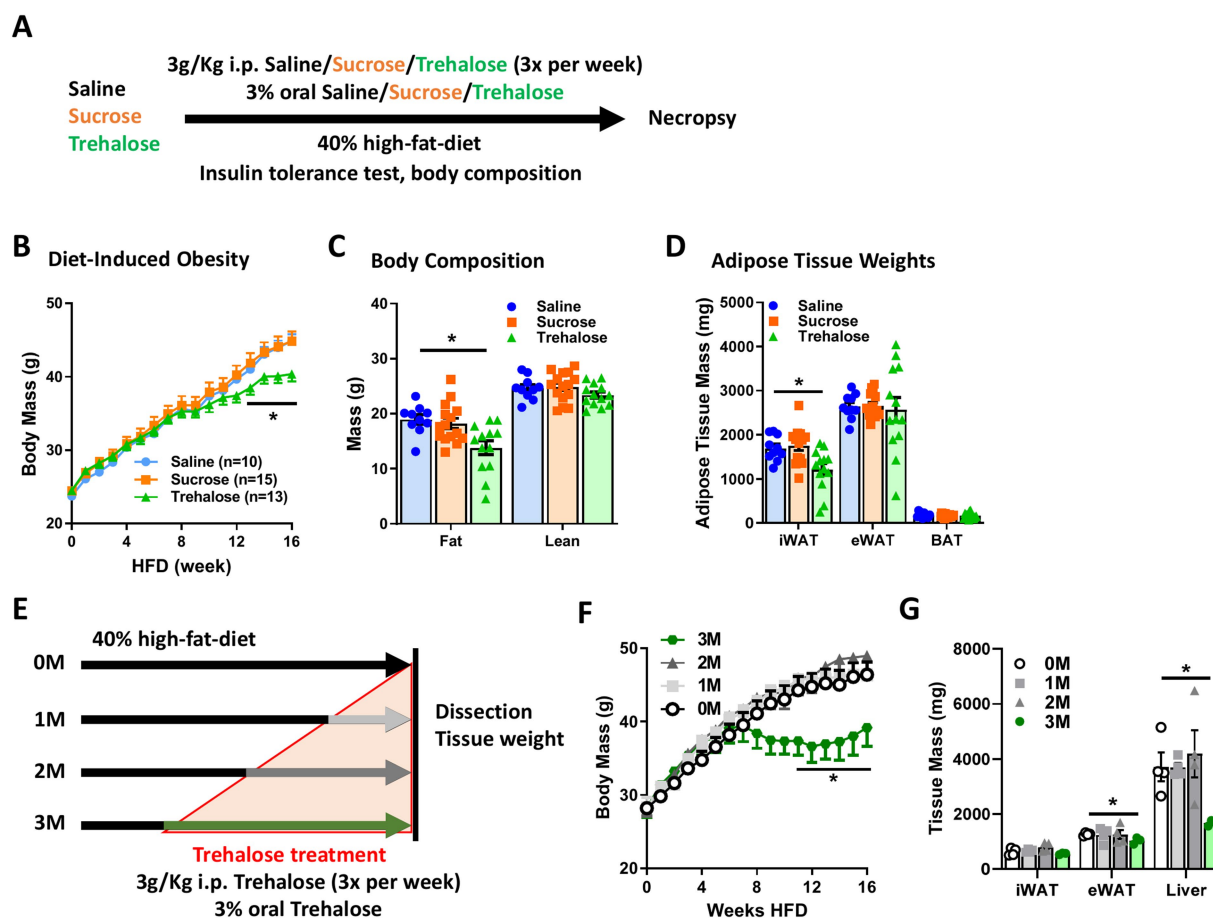 A
3g/Kg i.p. Saline/Sucrose/Trehalose (3x per week)
3% oral Saline/Sucrose/Trehalose
Saline
Sucrose
Trehalose
Necropsy
40% high-fat-diet
Insulin tolerance test, body composition
B
Diet-Induced Obesity
Body Mass (g)
50
40
30
20
Saline (n=10)
Sucrose (n=15)
Trehalose (n=13)
*
0
4
8
12
16
HFD (week)
C
Body Composition
Mass (g)
40
30
20
10
0
Saline
Sucrose
Trehalose
*
Fat
Lean
D
Adipose Tissue Weights
Adipose Tissue Mass (mg)
5000
4000
3000
2000
1000
0
Saline
Sucrose
Trehalose
*
iWAT
eWAT
BAT
E
40% high-fat-diet
0M
1M
2M
3M
Dissection
Tissue weight
Trehalose treatment
3g/Kg i.p. Trehalose (3x per week)
3% oral Trehalose
F
Body Mass (g)
50
40
30
20
3M
2M
1M
0M
*
0
4
8
12
16
Weeks HFD
G
Tissue Mass (mg)
8000
6000
4000
2000
0
0M
1M
2M
3M
*
*
iWAT
eWAT
Liver